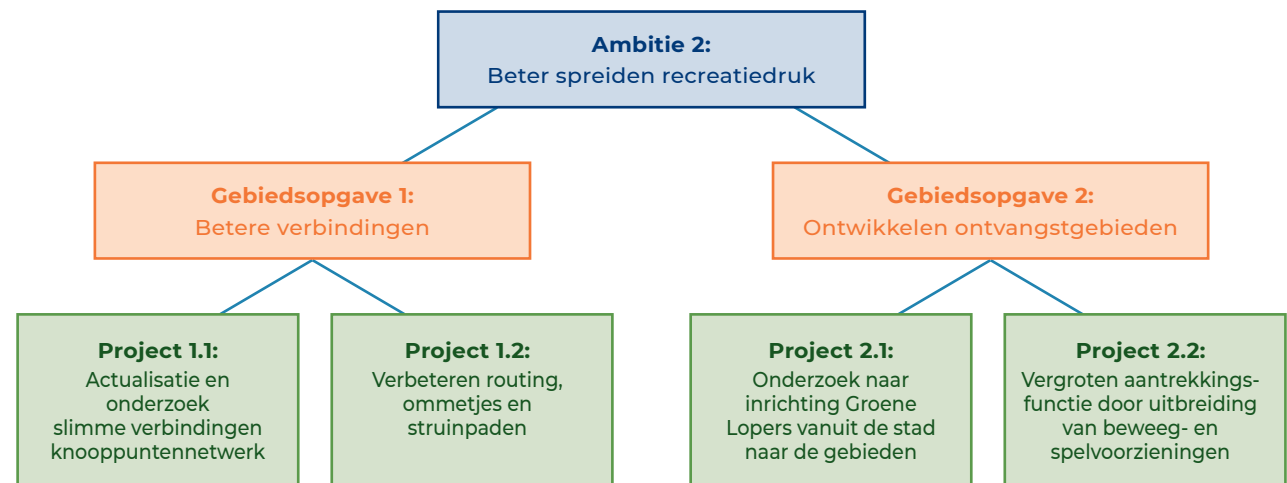 Ambitie 2:
Beter spreiden recreatiedruk
Gebiedsopgave 1:
Betere verbindingen
Gebiedsopgave 2:
Ontwikkelen ontvangstgebieden
Project 1.1:
Actualisatie en
onderzoek
slimme verbindingen
knooppuntennetwerk
Project 1.2:
Verbeteren routing,
ommetjes en
struinpaden
Project 2.1:
Onderzoek naar
inrichting Groene
Lopers vanuit de stad
naar de gebieden
Project 2.2:
Vergroten aantrekkings-
functie door uitbreiding
van beweeg- en
spelvoorzieningen